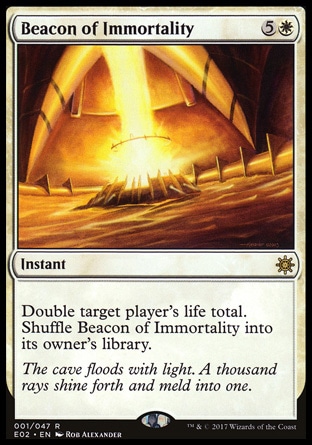 Beacon of Immortality 5
Instant
Double target player's life total.
Shuffle Beacon of Immortality into
its owner's library.
The cave floods with light. A thousand
rays shine forth and meld into one.
001/047 R
E02 • EN Rob Alexander
™ & © 2017 Wizards of the Coast